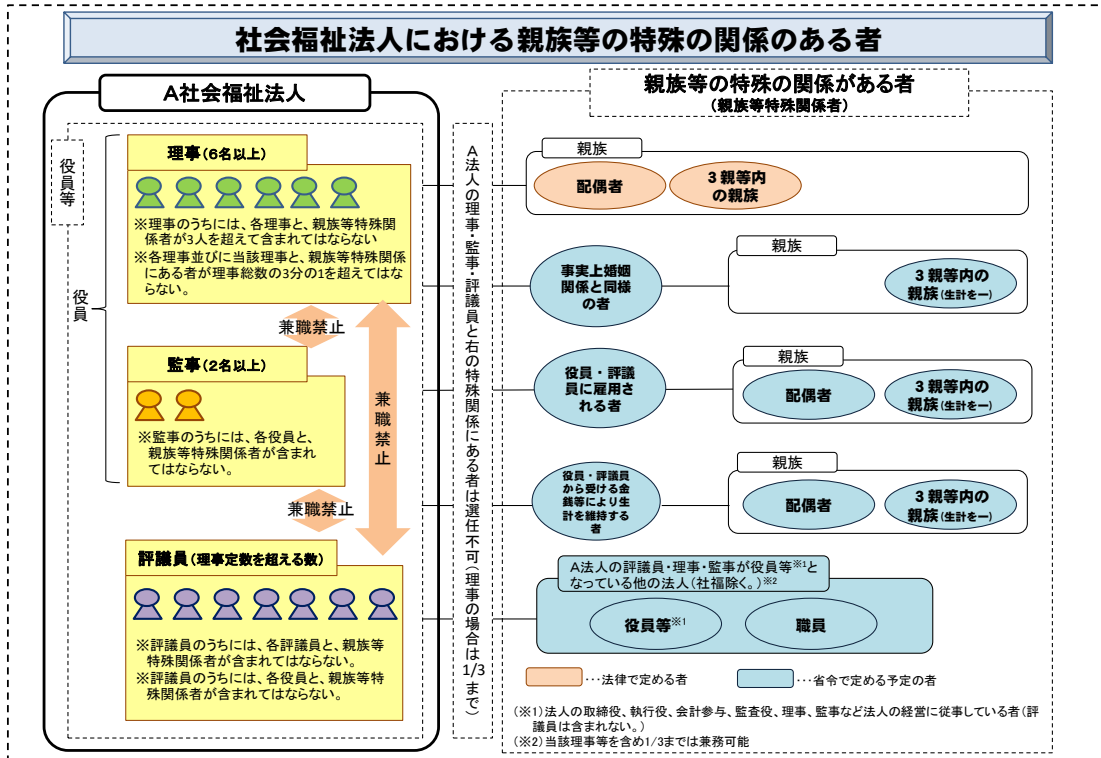 社会福祉法人における親族等の特殊の関係のある者
A社会福祉法人
役員等
役員
理事(6名以上)
※理事のうちには、各理事と、親族等特殊関
係者が3人を超えて含まれてはならない
※各理事並びに当該理事と、親族等特殊関係
にある者が理事総数の3分の1を超えてはな
らない。
兼職禁止
監事(2名以上)
※監事のうちには、各役員と、
親族等特殊関係者が含まれ
てはならない。
兼職禁止
兼職禁止
評議員(理事定数を超える数)
※評議員のうちには、各評議員と、親族等
特殊関係者が含まれてはならない。
※評議員のうちには、各役員と、親族等特
殊関係者が含まれてはならない。
A法人の理事・監事・評議員と右の特殊関係にある者は選任不可(理事の場合は1/3まで)
親族等の特殊の関係がある者
(親族等特殊関係者)
親族
配偶者
3親等内
の親族
事実上婚姻
関係と同様
の者
親族
3親等内の
親族(生計を一)
役員・評議
員に雇用さ
れる者
親族
配偶者
3親等内の
親族(生計を一)
役員・評議員
から受ける金
銭等により生
計を維持する
者
親族
配偶者
3親等内の
親族(生計を一)
A法人の評議員・理事・監事が役員等※1と
なっている他の法人(社福除く。)※2
役員等※1
職員
・・・法律で定める者
・・・省令で定める予定の者
(※1)法人の取締役、執行役、会計参与、監査役、理事、監事など法人の経営に従事している者(評
議員は含まれない。)
(※2)当該理事等を含め1/3までは兼務可能